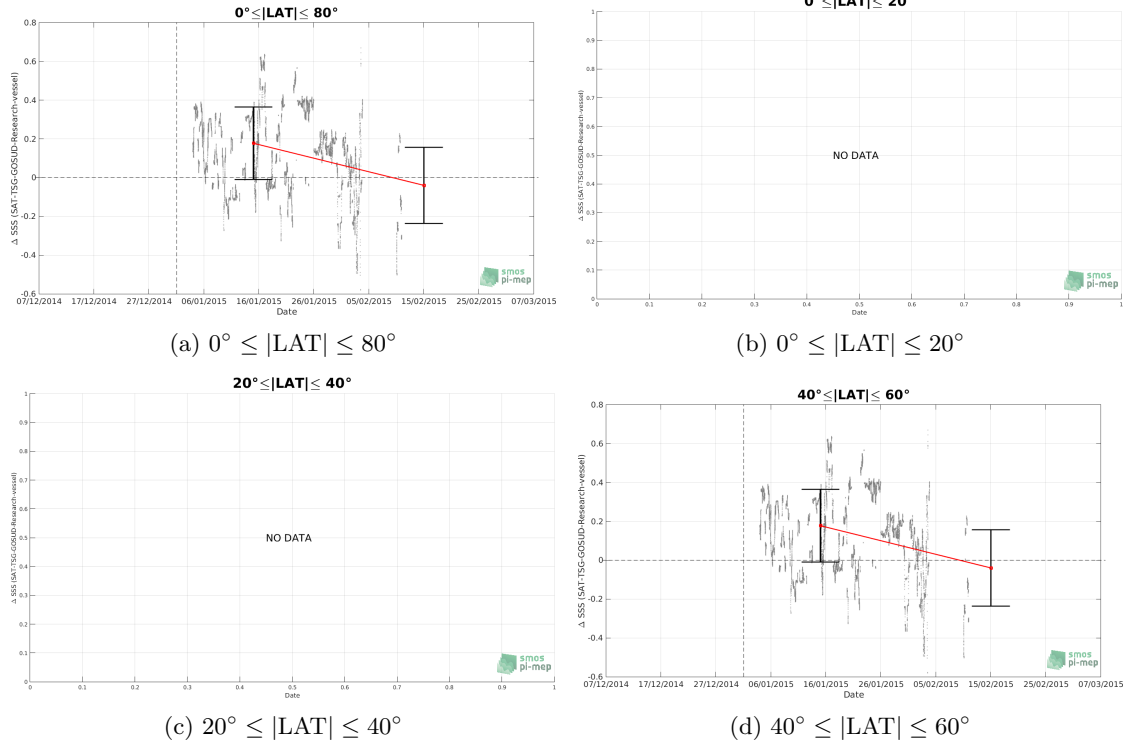 0°≤|LAT|≤ 80°
0.8
0.6
0.4
0.2
0
-0.2
-0.4
-0.6
Δ SSS (SAT-TSG-GOSUD-Research-vessel)
smos
pi-mep
07/12/2014 17/12/2014 27/12/2014 06/01/2015 16/01/2015 26/01/2015 05/02/2015 15/02/2015 25/02/2015 07/03/2015
Date
(a) 0° ≤ |LAT| ≤ 80°
0°≤|LAT|≤ 20°
1
0.9
0.8
0.7
0.6
0.5
0.4
0.3
0.2
0.1
0
Δ SSS (SAT-TSG-GOSUD-Research-vessel)
NO DATA
smos
pi-mep
0 0.1 0.2 0.3 0.4 0.5 0.6 0.7 0.8 0.9 1
Date
(b) 0° ≤ |LAT| ≤ 20°
20°≤|LAT|≤ 40°
1
0.9
0.8
0.7
0.6
0.5
0.4
0.3
0.2
0.1
0
Δ SSS (SAT-TSG-GOSUD-Research-vessel)
NO DATA
smos
pi-mep
0 0.1 0.2 0.3 0.4 0.5 0.6 0.7 0.8 0.9 1
Date
(c) 20° ≤ |LAT| ≤ 40°
40°≤|LAT|≤ 60°
0.8
0.6
0.4
0.2
0
-0.2
-0.4
-0.6
Δ SSS (SAT-TSG-GOSUD-Research-vessel)
smos
pi-mep
07/12/2014 17/12/2014 27/12/2014 06/01/2015 16/01/2015 26/01/2015 05/02/2015 15/02/2015 25/02/2015 07/03/2015
Date
(d) 40° ≤ |LAT| ≤ 60°